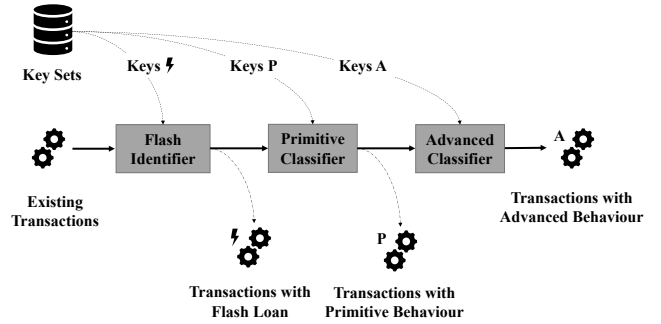 Key Sets
Keys
Keys P
Keys A
Flash
Identifier
Primitive
Classifier
Advanced
Classifier
A
Existing
Transactions
Transactions with
Advanced Behaviour
P
Transactions with
Flash Loan
Transactions with
Primitive Behaviour